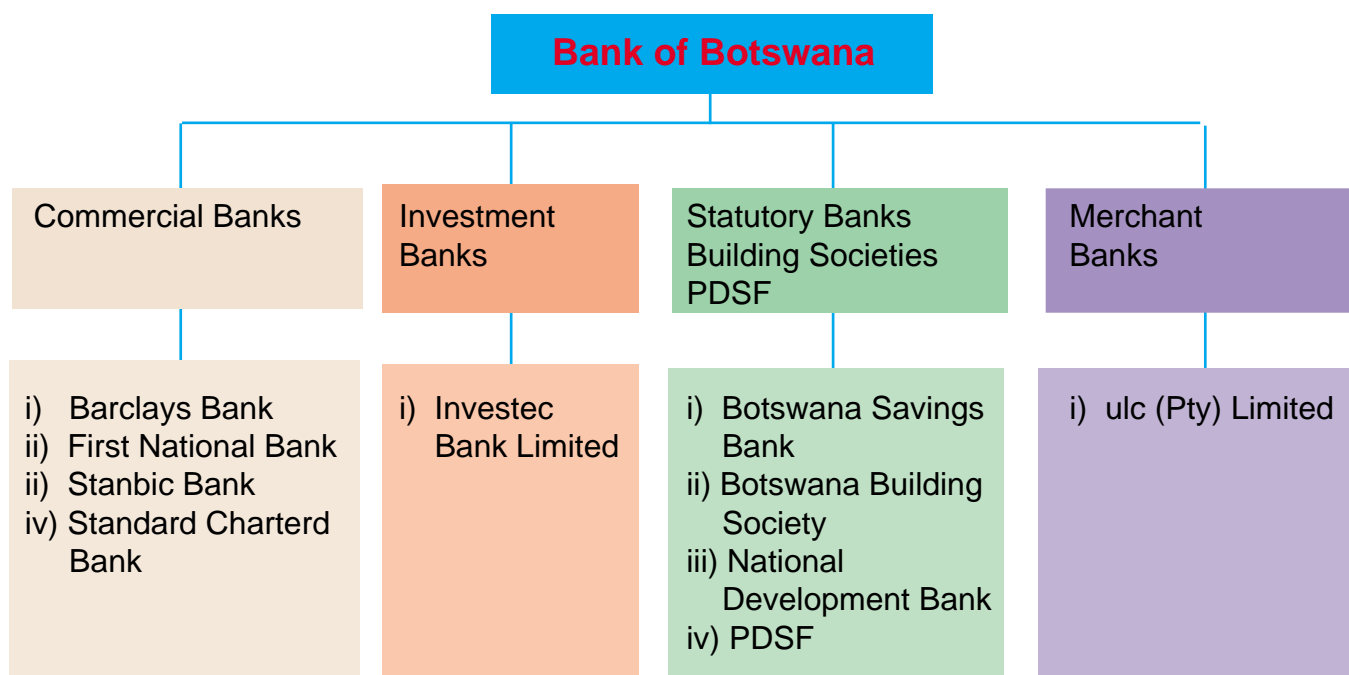 Bank of Botswana
Commercial Banks
Investment
Banks
Statutory Banks
Building Societies
PDSF
Merchant
Banks
i) Barclays Bank
ii) First National Bank
ii) Stanbic Bank
iv) Standard Charterd
Bank
i) Investec
Bank Limited
i) Botswana Savings
Bank
ii) Botswana Building
Society
iii) National
Development Bank
iv) PDSF
i) ulc (Pty) Limited